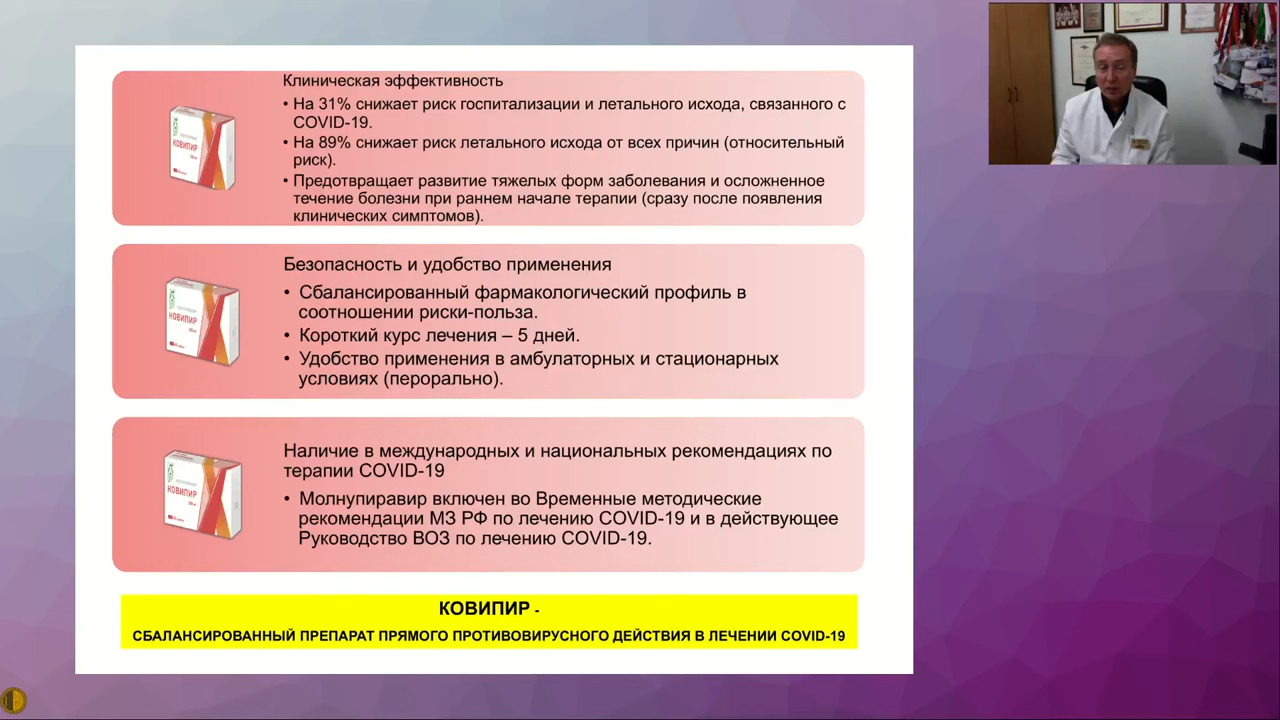 Клиническая эффективность
• На 31% снижает риск госпитализации и летального исхода, связанного с
COVID-19.
• На 89% снижает риск летального исхода от всех причин (относительный
риск).
• Предотвращает развитие тяжелых форм заболевания и осложненное
течение болезни при раннем начале терапии (сразу после появления
клинических симптомов).
КОВИПИР
Безопасность и удобство применения
• Сбалансированный фармакологический профиль в
соотношении риски-польза.
• Короткий курс лечения – 5 дней.
• Удобство применения в амбулаторных и стационарных
условиях (перорально).
КОВИПИР
Наличие в международных и национальных рекомендациях по
терапии COVID-19
• Молнупиравир включен во Временные методические
рекомендации МЗ РФ по лечению COVID-19 и в действующее
Руководство ВОЗ по лечению COVID-19.
КОВИПИР
КОВИПИР -
СБАЛАНСИРОВАННЫЙ ПРЕПАРАТ ПРЯМОГО ПРОТИВОВИРУСНОГО ДЕЙСТВИЯ В ЛЕЧЕНИИ COVID-19